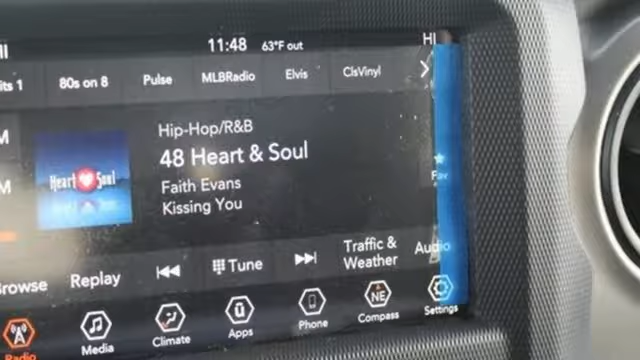 11:48 63°F out HI
its 1 80s on 8 Pulse MLBRadio Elvis ClsVinyl
M
Hip-Hop/R&B
48 Heart & Soul
Heart Soul
Fav
M
Faith Evans
Kissing You
Browse Replay Tune Traffic & Weather Audio
Radio Media Climate Apps Phone NE Compass Settings